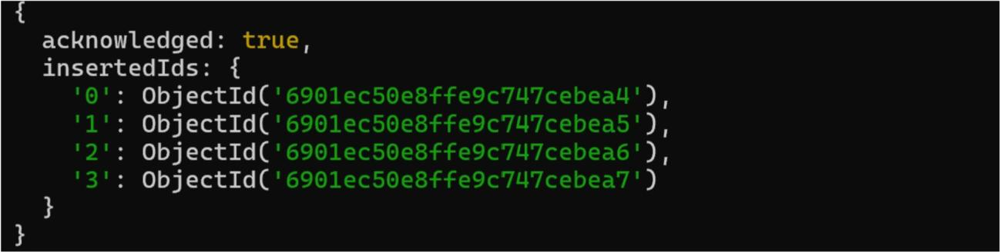 {
  acknowledged: true,
  insertedIds: {
    '0': ObjectId('6901ec50e8ffe9c747cebea4'),
    '1': ObjectId('6901ec50e8ffe9c747cebea5'),
    '2': ObjectId('6901ec50e8ffe9c747cebea6'),
    '3': ObjectId('6901ec50e8ffe9c747cebea7')
  }
}